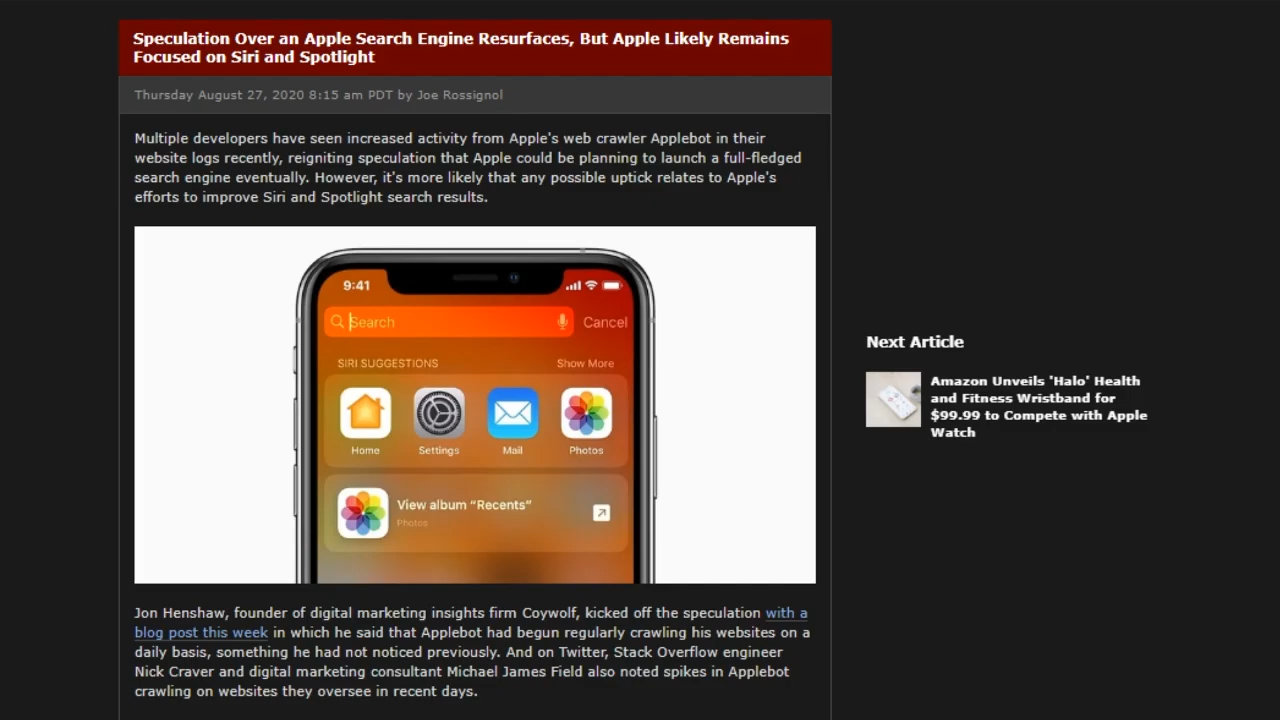 Speculation Over an Apple Search Engine Resurfaces, But Apple Likely Remains
Focused on Siri and Spotlight
Thursday August 27, 2020 8:15 am PDT by Joe Rossignol
Multiple developers have seen increased activity from Apple's web crawler Applebot in their
website logs recently, reigniting speculation that Apple could be planning to launch a full-fledged
search engine eventually. However, it's more likely that any possible uptick relates to Apple's
efforts to improve Siri and Spotlight search results.
9:41
Search
Cancel
SIRI SUGGESTIONS
Show More
Home
Settings
Mail
Photos
View album “Recents”
Photos
Jon Henshaw, founder of digital marketing insights firm Coywolf, kicked off the speculation with a
blog post this week in which he said that Applebot had begun regularly crawling his websites on a
daily basis, something he had not noticed previously. And on Twitter, Stack Overflow engineer
Nick Craver and digital marketing consultant Michael James Field also noted spikes in Applebot
crawling on websites they oversee in recent days.
Next Article
Amazon Unveils 'Halo' Health
and Fitness Wristband for
$99.99 to Compete with Apple
Watch